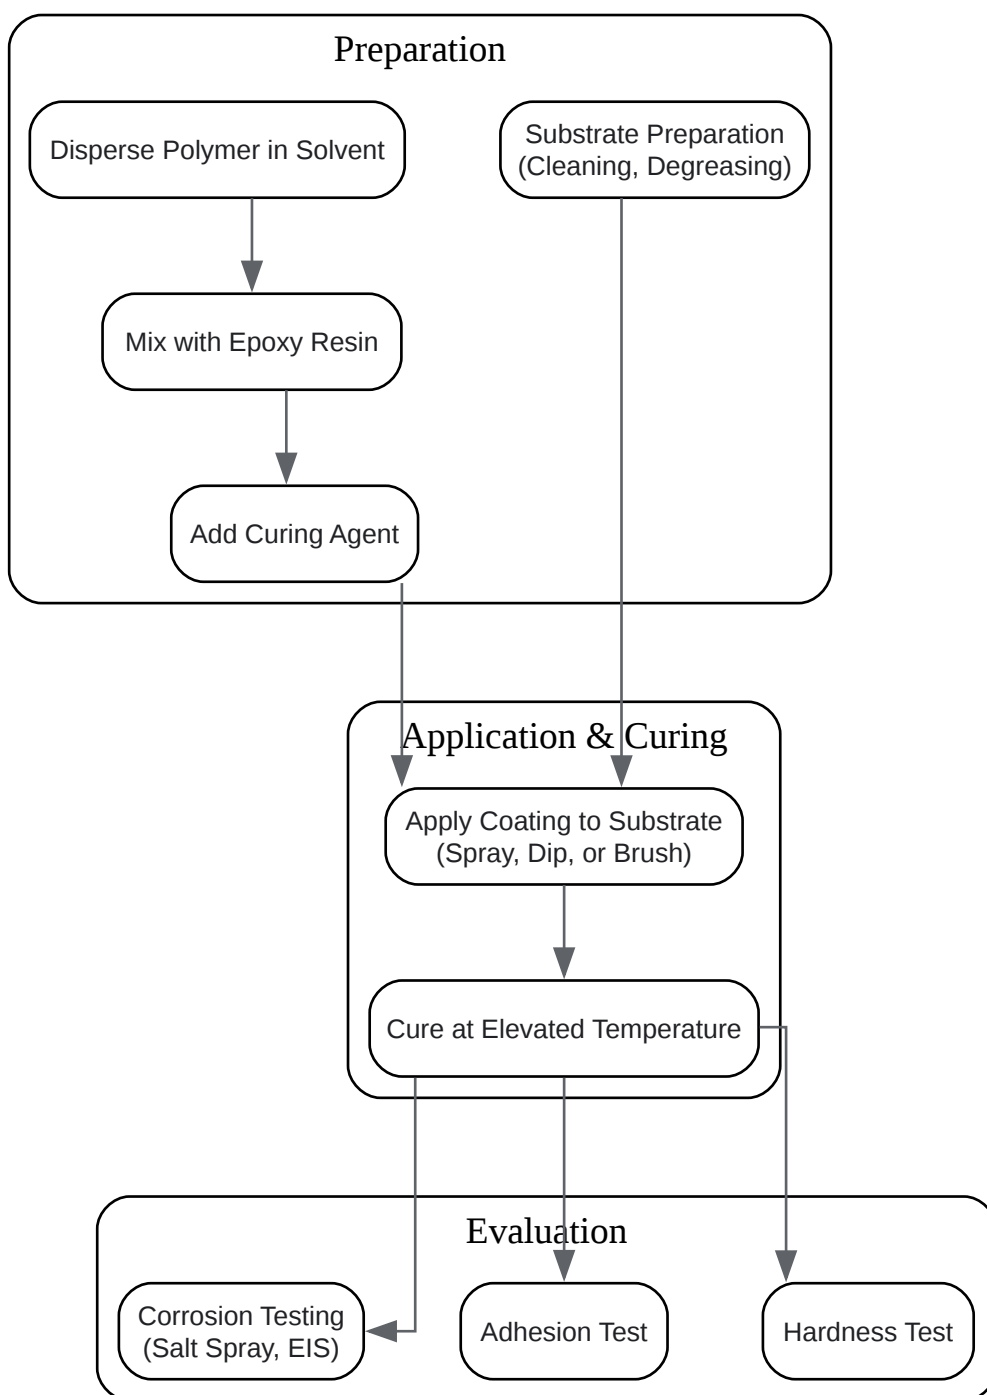 Preparation
Disperse Polymer in Solvent
Substrate Preparation
(Cleaning, Degreasing)
Mix with Epoxy Resin
Add Curing Agent
Application & Curing
Apply Coating to Substrate
(Spray, Dip, or Brush)
Cure at Elevated Temperature
Evaluation
Corrosion Testing
(Salt Spray, EIS)
Adhesion Test
Hardness Test